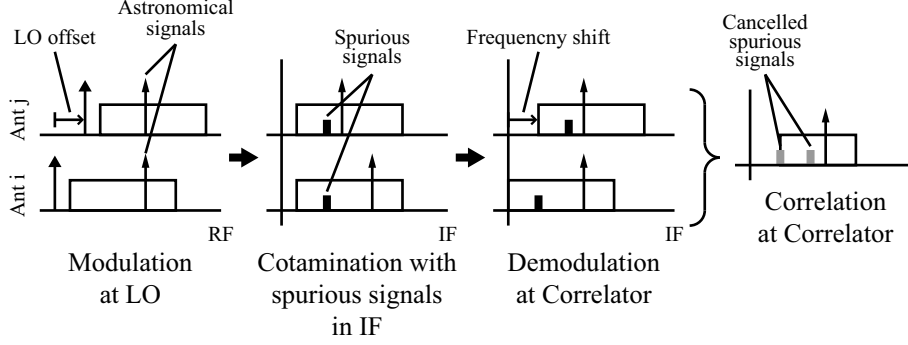 Astronomical
signals
LO offset
Ant j
Ant i
RF
Modulation
at LO
Spurious
signals
IF
Cotamination with
spurious signals
in IF
Frequencny shift
IF
Demodulation
at Correlator
Cancelled
spurious
signals
Correlation
at Correlator